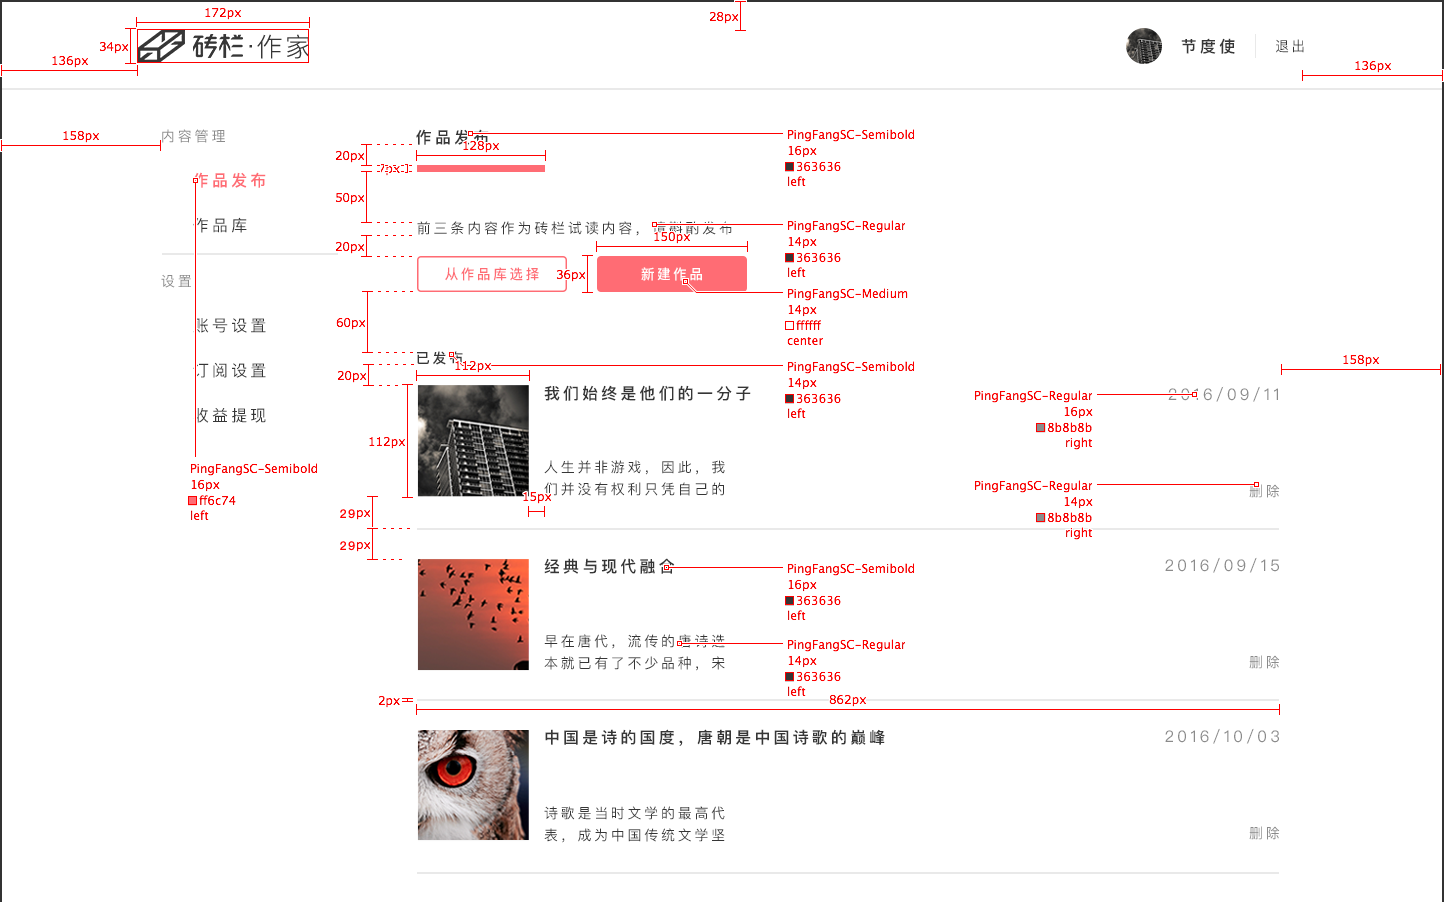 172px
28px
34px
砖栏·作家
节度使
退出
136px
136px
158px
内容管理
作品发布
作品库
设置
账号设置
订阅设置
收益提现
PingFangSC-Semibold
16px
ff6c74
left
作品发布
128px
20px
7px
50px
PingFangSC-Semibold
16px
363636
left
前三条内容作为砖栏试读内容，请斟酌发布
150px
20px
PingFangSC-Regular
14px
363636
left
从作品库选择
36px
新建作品
PingFangSC-Medium
14px
ffffff
center
60px
已发布
112px
20px
PingFangSC-Semibold
14px
363636
left
158px
我们始终是他们的一分子
2016/09/11
PingFangSC-Regular
16px
8b8b8b
right
112px
人生并非游戏，因此，我
们并没有权利只凭自己的
15px
PingFangSC-Regular
14px
8b8b8b
right
删除
29px
29px
经典与现代融合
PingFangSC-Semibold
16px
363636
left
2016/09/15
早在唐代，流传的唐诗选
本就已有了不少品种，宋
PingFangSC-Regular
14px
363636
left
删除
2px
862px
中国是诗的国度，唐朝是中国诗歌的巅峰
2016/10/03
诗歌是当时文学的最高代
表，成为中国传统文学坚
删除